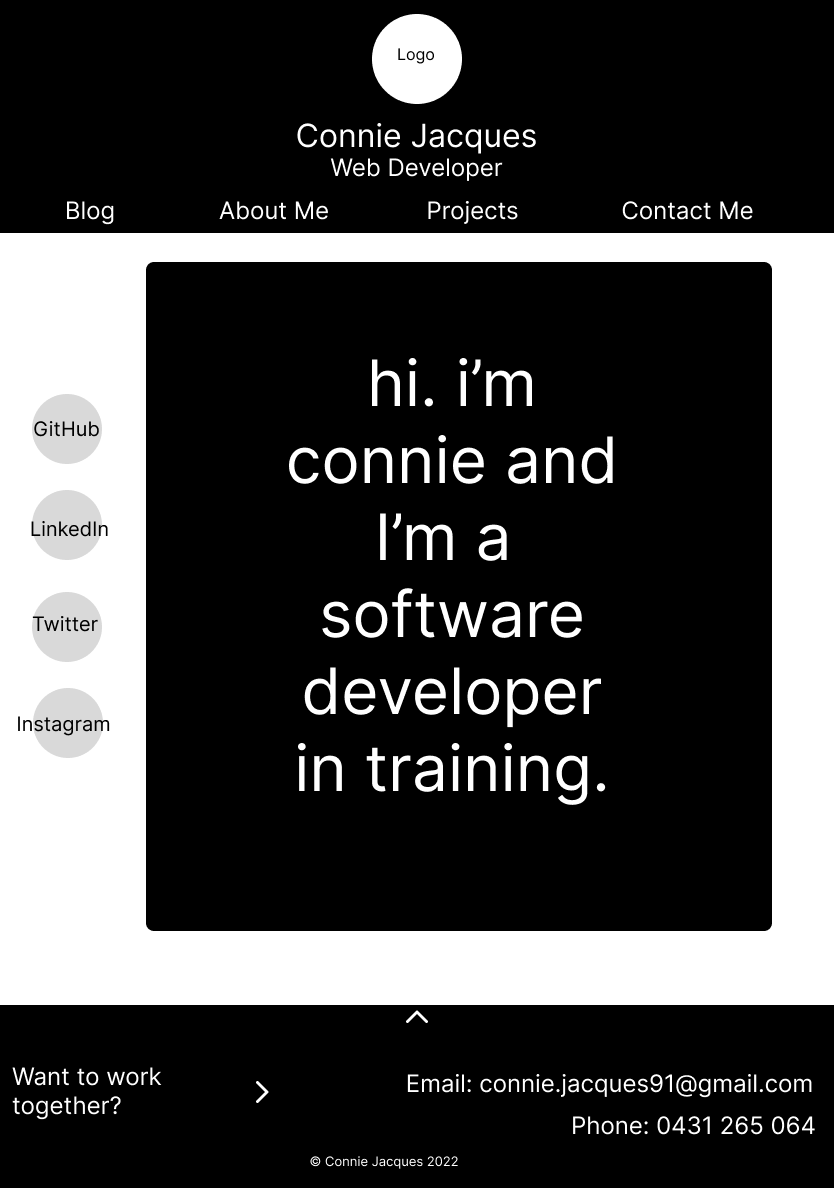 Logo
Connie Jacques
Web Developer
Blog About Me Projects Contact Me
hi. i’m
connie and
I’m a
software
developer
in training.
GitHub
LinkedIn
Twitter
Instagram
Want to work
together?
Email: connie.jacques91@gmail.com
Phone: 0431 265 064
© Connie Jacques 2022